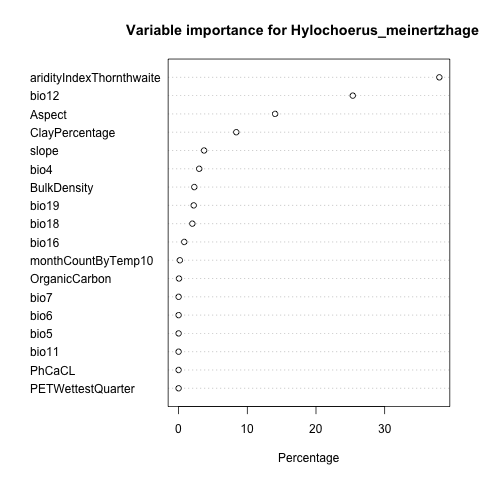 Variable importance for Hylochoerus_meinertzhage
aridityIndexThornthwaite
bio12
Aspect
ClayPercentage
slope
bio4
BulkDensity
bio19
bio18
bio16
monthCountByTemp10
OrganicCarbon
bio7
bio6
bio5
bio11
PhCaCL
PETWettestQuarter
0 10 20 30
Percentage